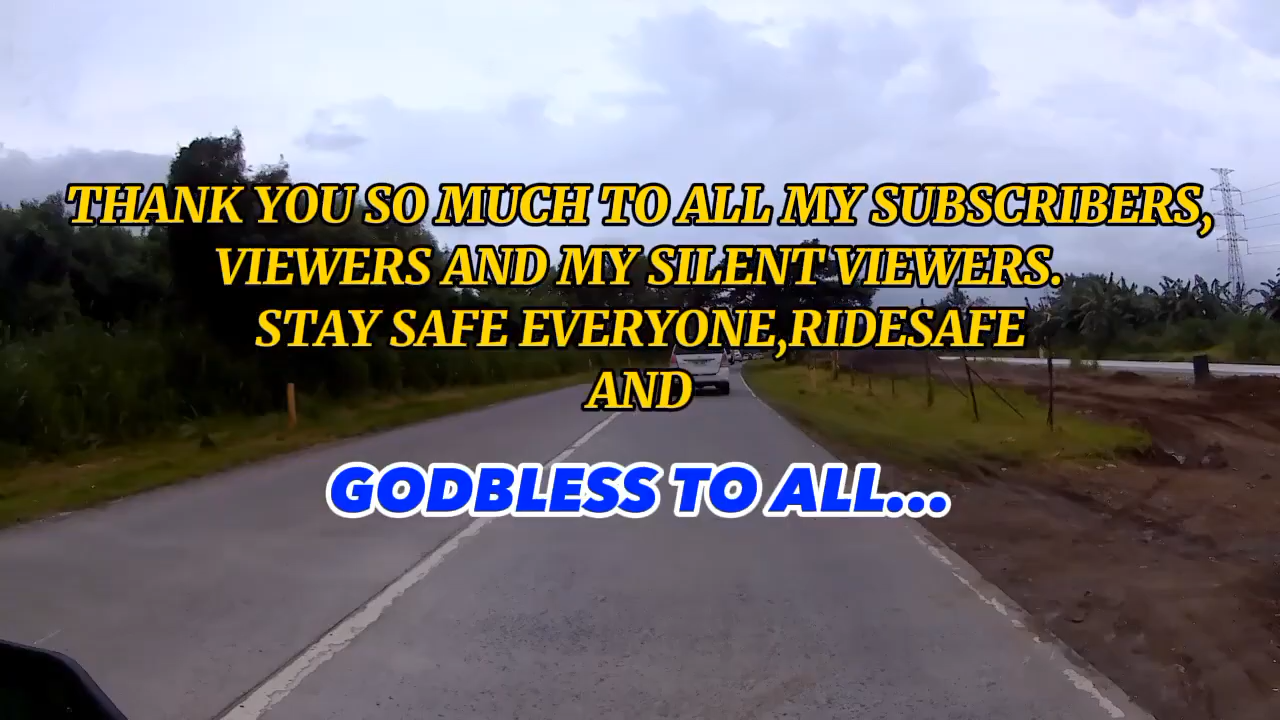 THANK YOU SO MUCH TO ALL MY SUBSCRIBERS,
VIEWERS AND MY SILENT VIEWERS.
STAY SAFE EVERYONE,RIDESAFE
AND
GODBLESS TO ALL...